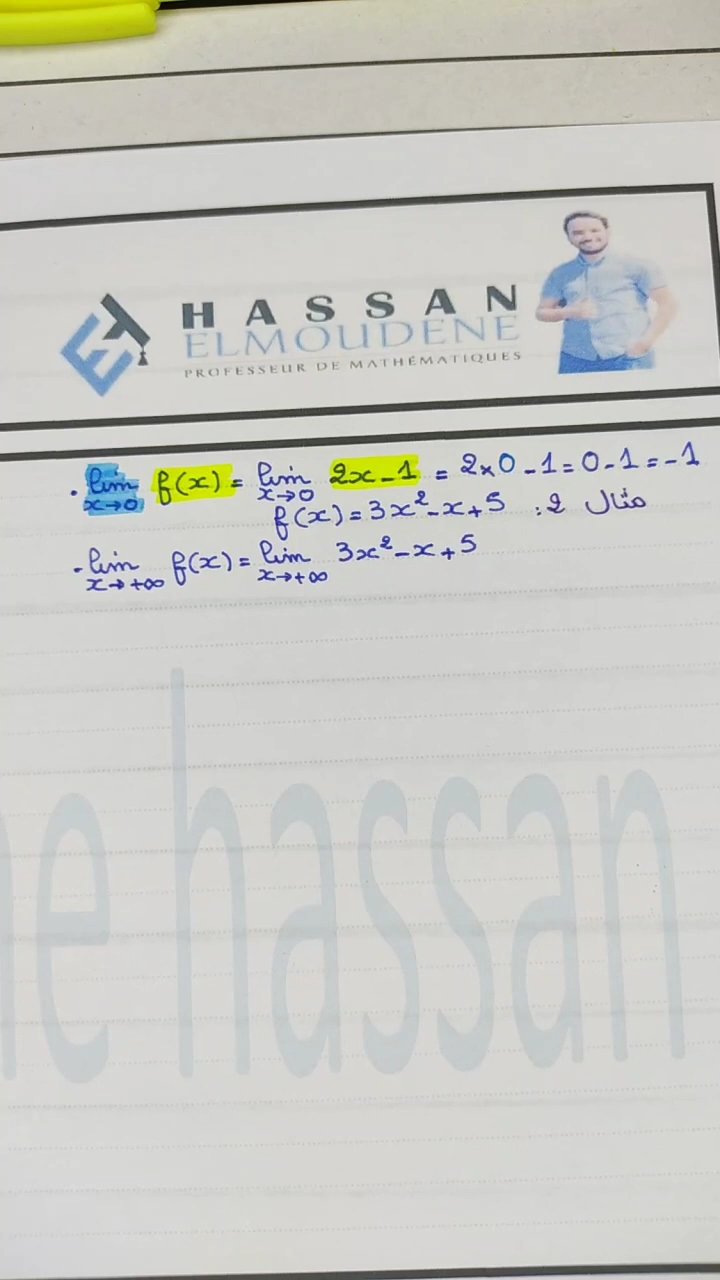 HASSAN
ELMOUDENE
PROFESSEUR DE MATHÉMATIQUES
. lim x→0 f(x) = lim x→0 2x-1 = 2×0-1=0-1=-1
مثال 2: f(x)=3x²-x+5
. lim x→+∞ f(x) = lim x→+∞ 3x²-x+5
ne hassan